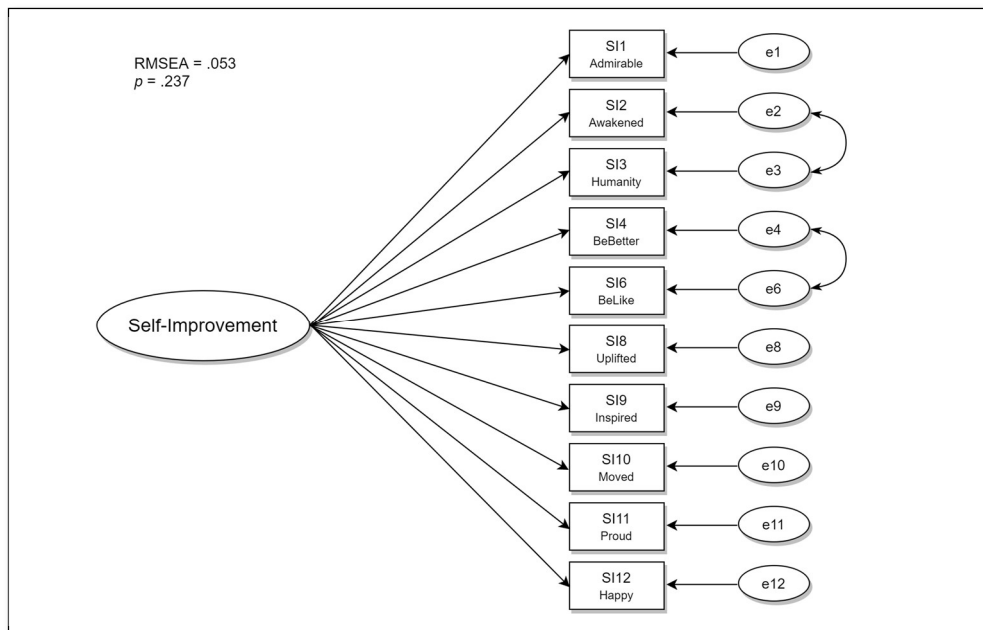 RMSEA = .053
p = .237
Self-Improvement
SI1
Admirable
e1
SI2
Awakened
e2
SI3
Humanity
e3
SI4
BeBetter
e4
SI6
BeLike
e6
SI8
Uplifted
e8
SI9
Inspired
e9
SI10
Moved
e10
SI11
Proud
e11
SI12
Happy
e12